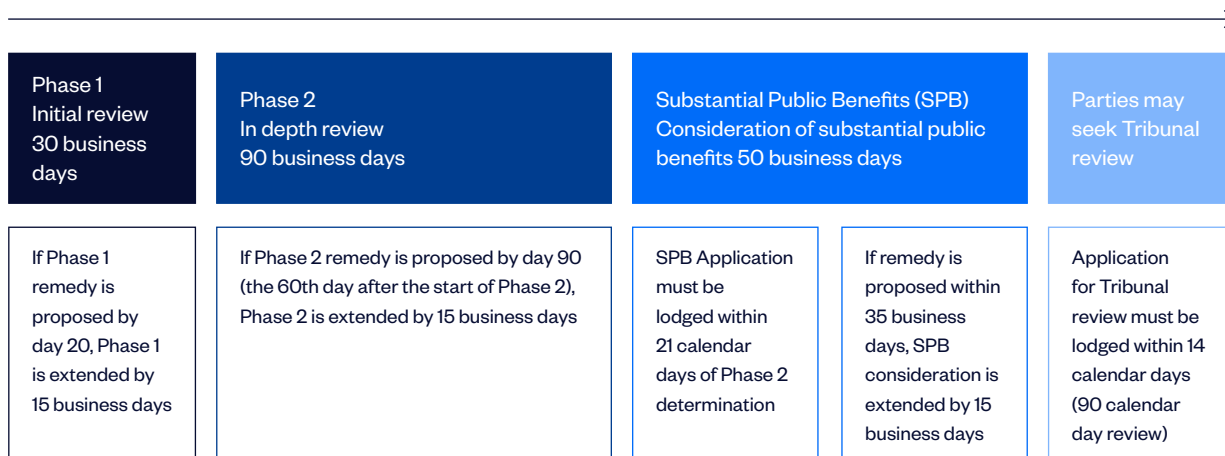 Phase 1
Initial review
30 business
days
Phase 2
In depth review
90 business days
Substantial Public Benefits (SPB)
Consideration of substantial public
benefits 50 business days
Parties may
seek Tribunal
review
If Phase 1
remedy is
proposed by
day 20, Phase 1
is extended by
15 business days
If Phase 2 remedy is proposed by day 90
(the 60th day after the start of Phase 2),
Phase 2 is extended by 15 business days
SPB Application
must be
lodged within
21 calendar
days of Phase 2
determination
If remedy is
proposed within
35 business
days, SPB
consideration is
extended by 15
business days
Application
for Tribunal
review must be
lodged within 14
calendar days
(90 calendar
day review)